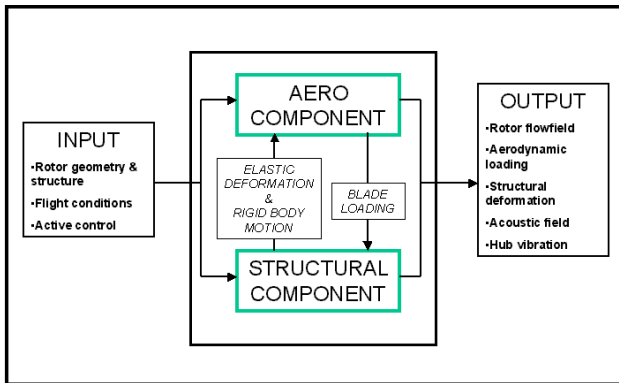 INPUT
•Rotor geometry &
structure
•Flight conditions
•Active control
AERO
COMPONENT
ELASTIC
DEFORMATION
&
RIGID BODY
MOTION
BLADE
LOADING
STRUCTURAL
COMPONENT
OUTPUT
•Rotor flowfield
•Aerodynamic
loading
•Structural
deformation
•Acoustic field
•Hub vibration